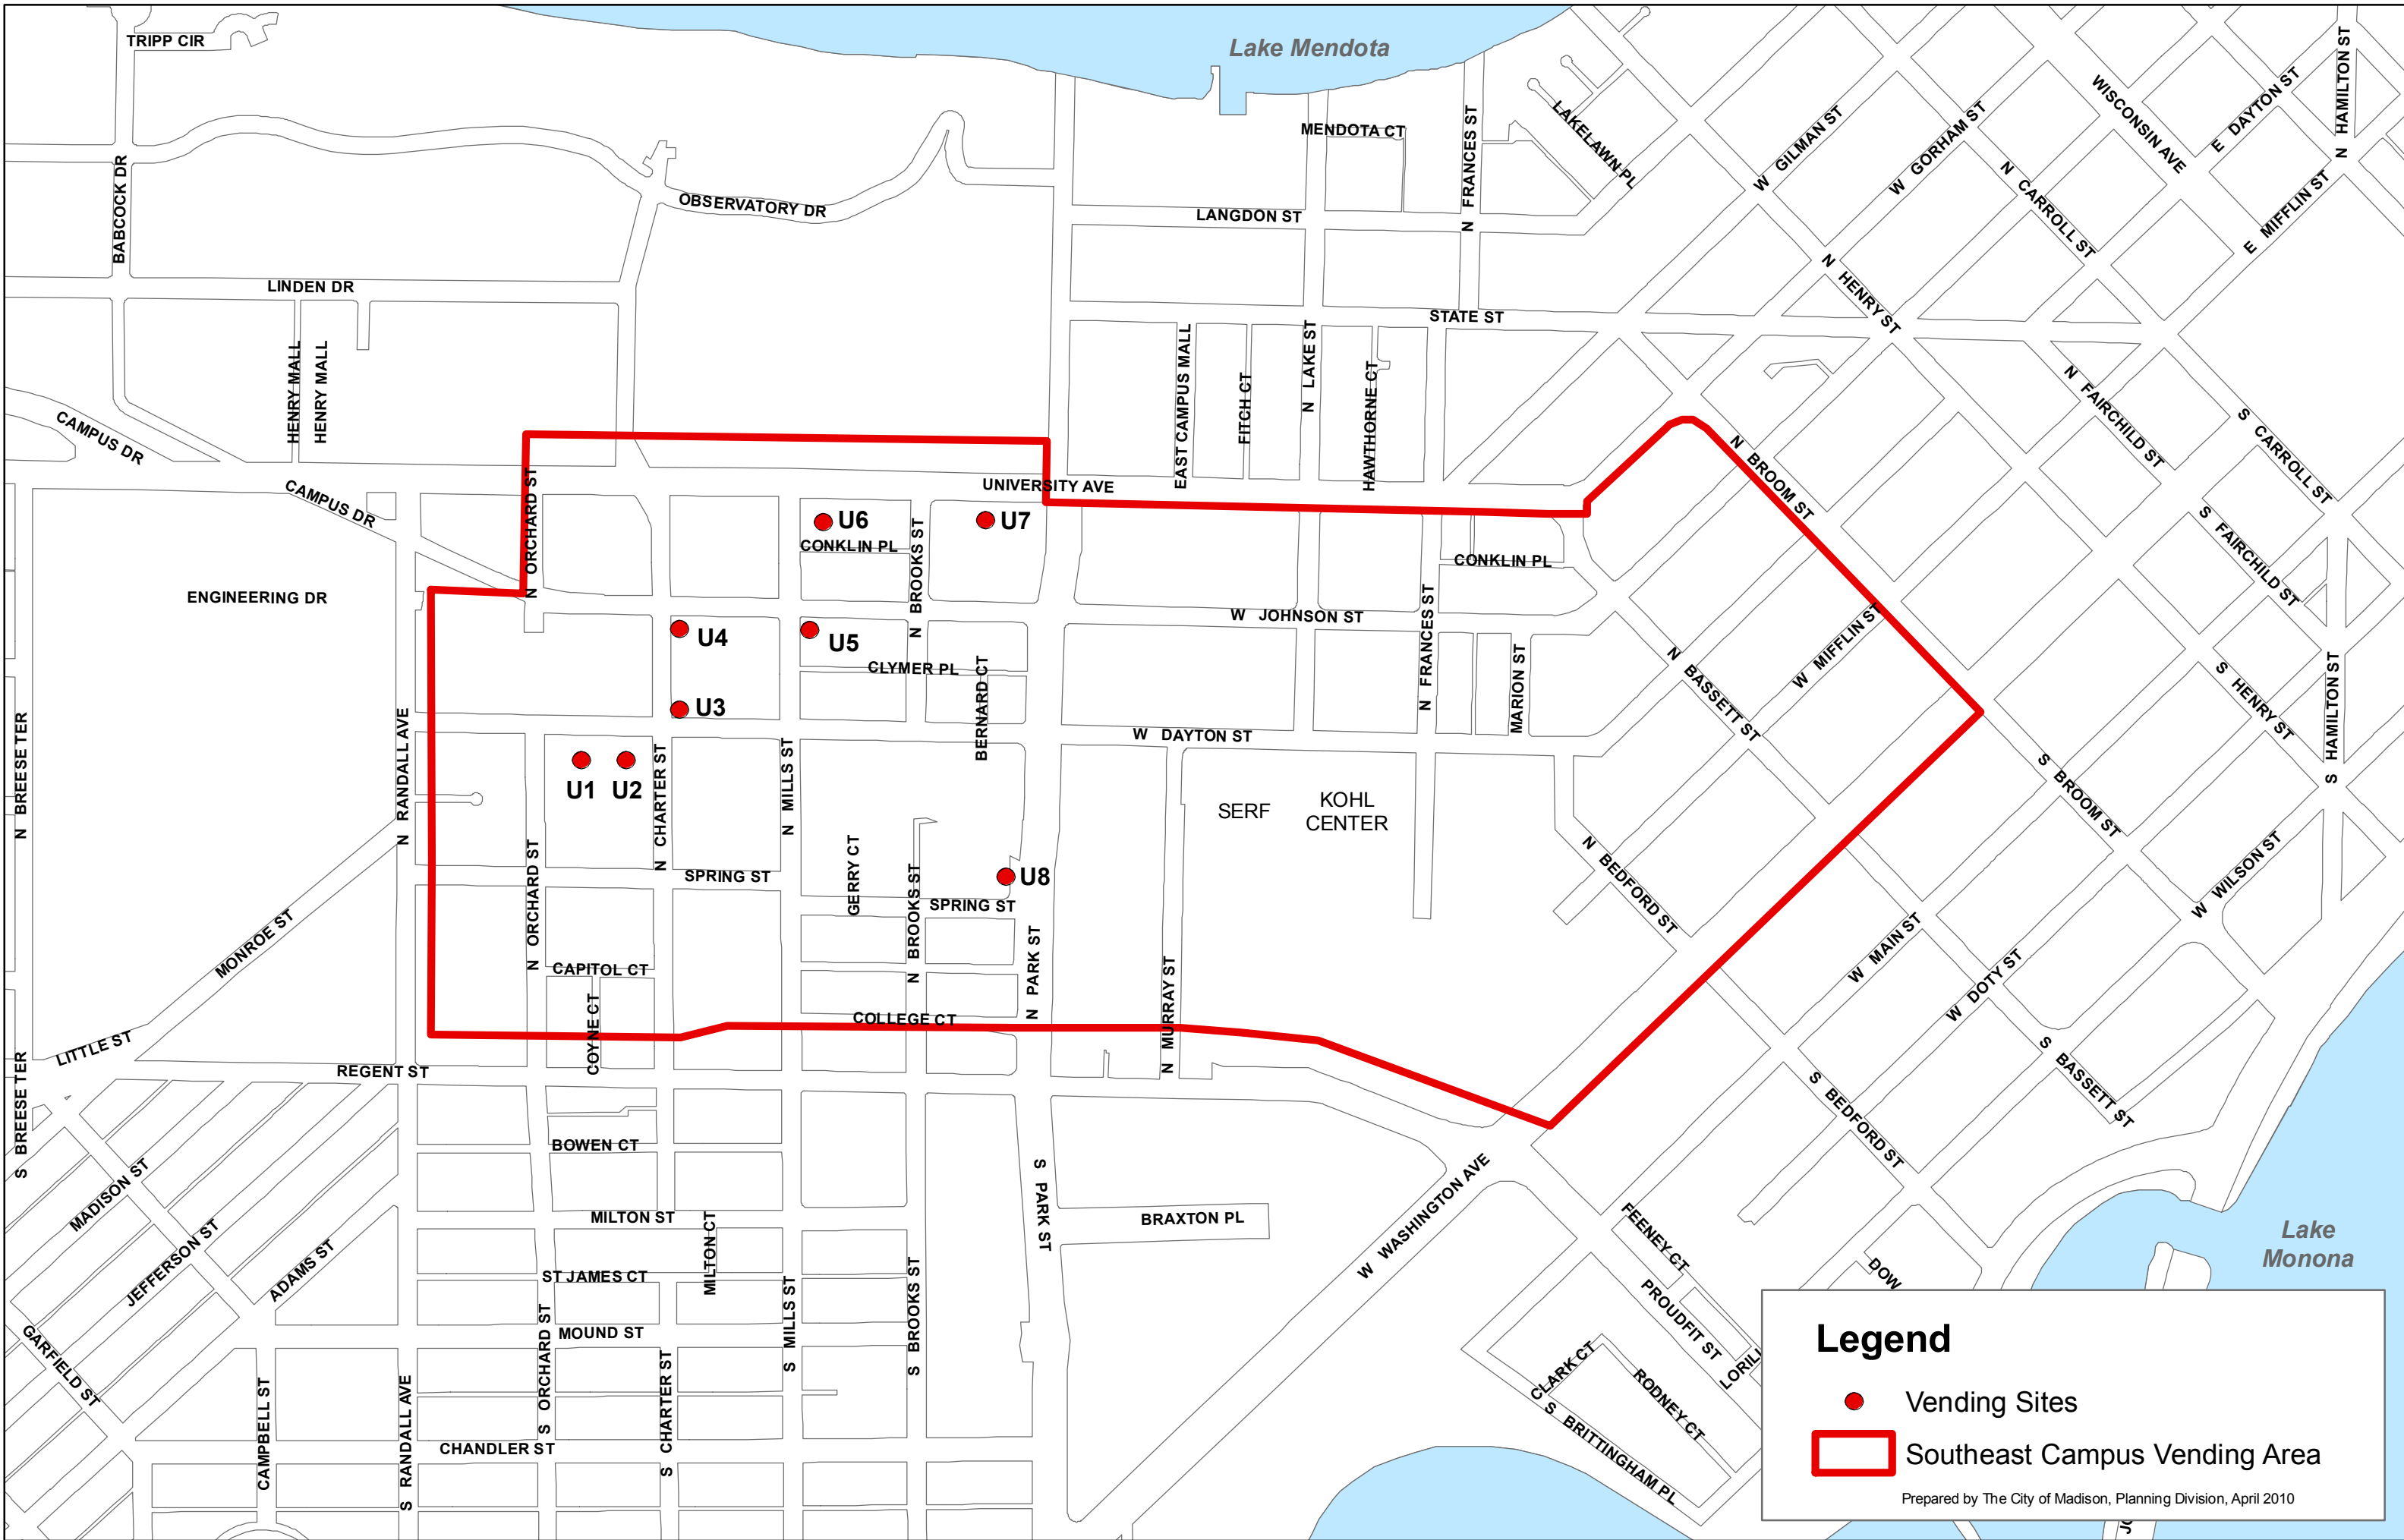 Lake Mendota
TRIPP CIR
BABCOCK DR
OBSERVATORY DR
LINDEN DR
HENRY MALL
HENRY MALL
CAMPUS DR
CAMPUS DR
MENDOTA CT
N FRANCES ST
LAKELAWN PL
LANGDON ST
STATE ST
W GILMAN ST
W GORHAM ST
WISCONSIN AVE
E DAYTON ST
N HAMILTON ST
N CARROLL ST
E MIFFLIN ST
N HENRY ST
N FAIRCHILD ST
S CARROLL ST
S FAIRCHILD ST
EAST CAMPUS MALL
FITCH CT
N LAKE ST
HAWTHORNE CT
UNIVERSITY AVE
N BROOM ST
N ORCHARD ST
U6
U7
CONKLIN PL
N BROOKS ST
CONKLIN PL
ENGINEERING DR
W JOHNSON ST
U4
U5
CLYMER PL
U3
BERNARD CT
N FRANCES ST
MARION ST
N BASSETT ST
W MIFFLIN ST
S HENRY ST
S HAMILTON ST
W DAYTON ST
N BREESE TER
N RANDALL AVE
U1
U2
N CHARTER ST
N MILLS ST
SERF
KOHL
CENTER
S BROOM ST
N ORCHARD ST
SPRING ST
GERRY CT
N BROOKS ST
U8
SPRING ST
N BEDFORD ST
W WILSON ST
MONROE ST
CAPITOL CT
COYNE CT
N PARK ST
N MURRAY ST
W MAIN ST
W DOTY ST
COLLEGE CT
LITTLE ST
REGENT ST
S BREESE TER
S BASSETT ST
S BEDFORD ST
BOWEN CT
MADISON ST
JEFFERSON ST
ADAMS ST
MILTON ST
MILTON CT
S PARK ST
BRAXTON PL
W WASHINGTON AVE
FEENEY CT
PROUDFIT ST
DOW
Lake
Monona
ST JAMES CT
S ORCHARD ST
MOUND ST
S MILLS ST
S BROOKS ST
GARFIELD ST
CAMPBELL ST
S RANDALL AVE
S CHARTER ST
CHANDLER ST
CLARK CT
RODNEY CT
S BRITTINGHAM PL
Legend
Vending Sites
Southeast Campus Vending Area
Prepared by The City of Madison, Planning Division, April 2010